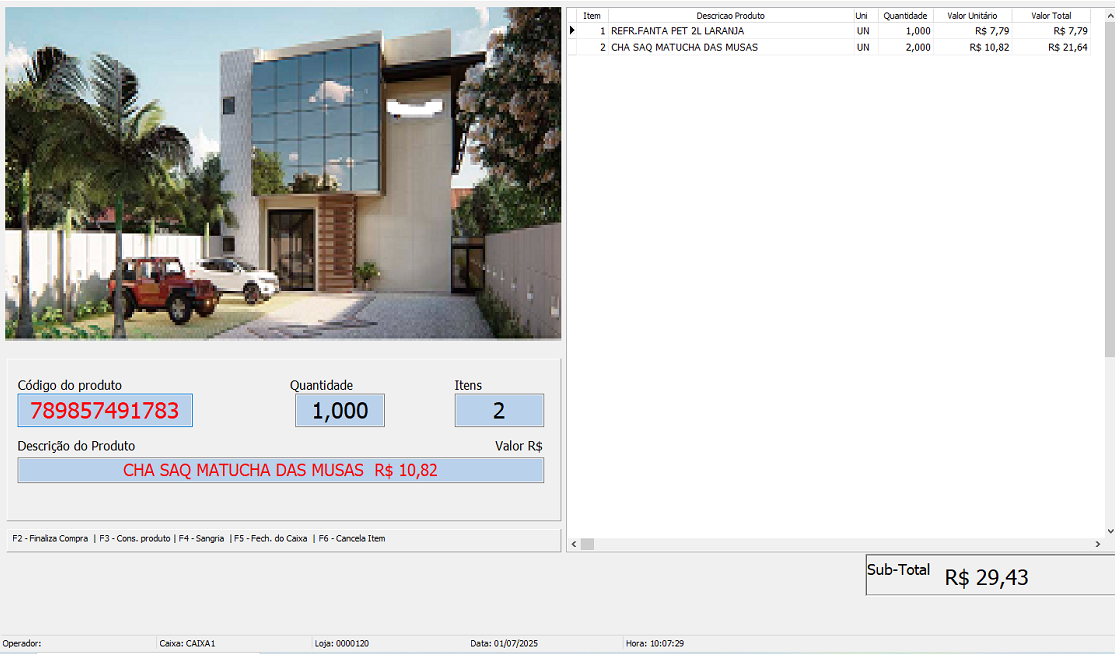 Item Descricao Produto Uni Quantidade Valor Unitário Valor Total
1 REFR.FANTA PET 2L LARANJA UN 1,000 R$ 7,79 R$ 7,79
2 CHA SAQ MATUCHA DAS MUSAS UN 2,000 R$ 10,82 R$ 21,64
Código do produto Quantidade Itens
789857491783 1,000 2
Descrição do Produto Valor R$
CHA SAQ MATUCHA DAS MUSAS R$ 10,82
F2 - Finaliza Compra | F3 - Cons. produto | F4 - Sangria | F5 - Fech. do Caixa | F6 - Cancela Item
Sub-Total R$ 29,43
Operador: Caixa: CAIXA1 Loja: 0000120 Data: 01/07/2025 Hora: 10:07:29